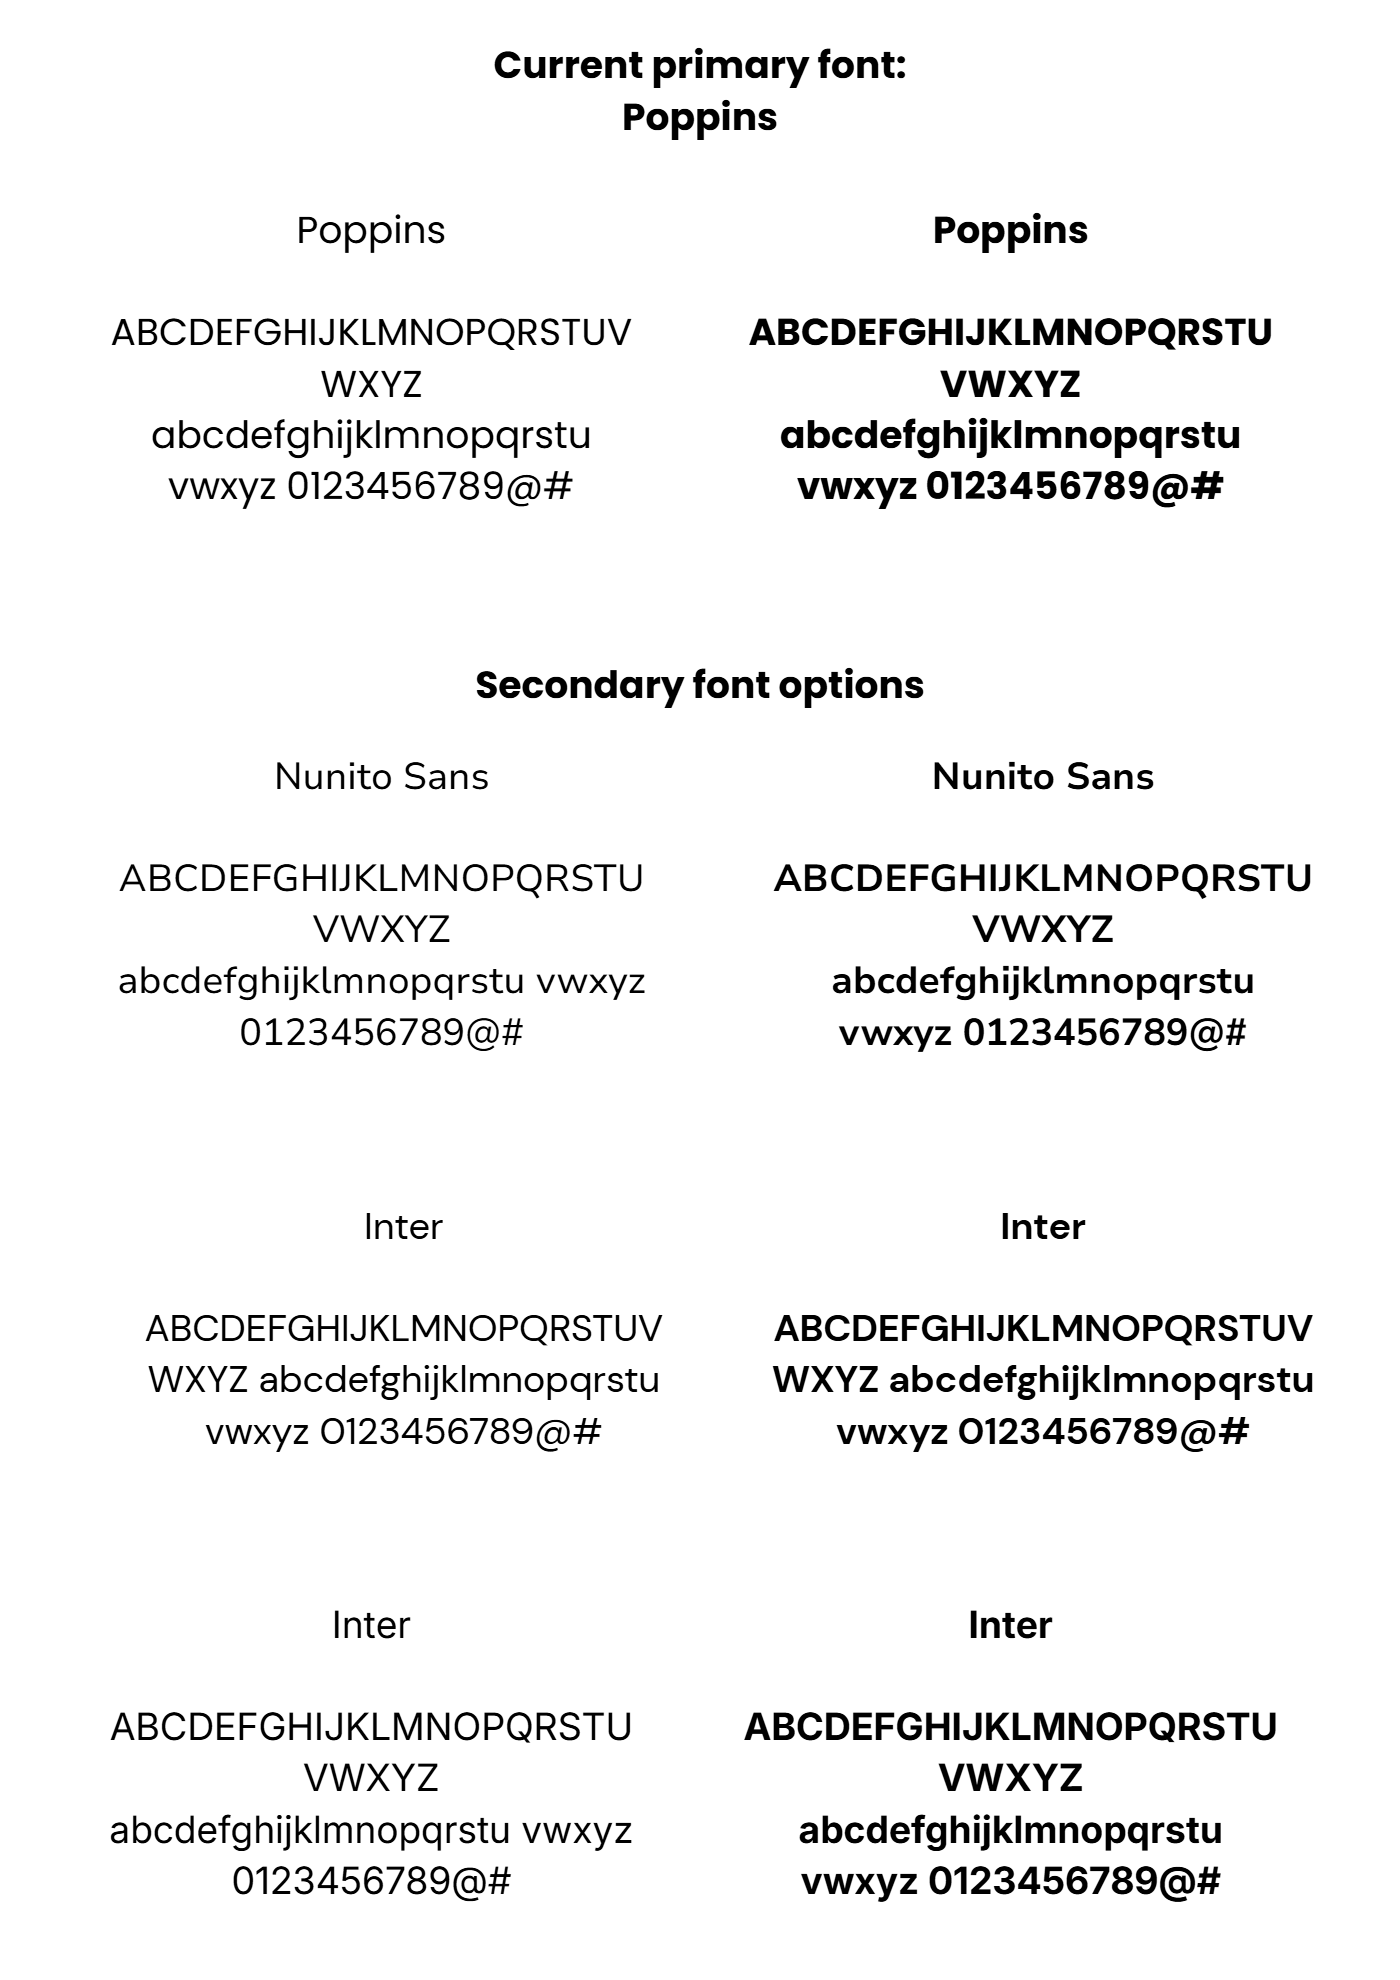 Current primary font:
Poppins
Poppins
ABCDEFGHIJKLMNOPQRSTUV
WXYZ
abcdefghijklmnopqrstu
vwxyz 0123456789@#
Poppins
ABCDEFGHIJKLMNOPQRSTU
VWXYZ
abcdefghijklmnopqrstu
vwxyz 0123456789@#
Secondary font options
Nunito Sans
ABCDEFGHIJKLMNOPQRSTU
VWXYZ
abcdefghijklmnopqrstu vwxyz
0123456789@#
Nunito Sans
ABCDEFGHIJKLMNOPQRSTU
VWXYZ
abcdefghijklmnopqrstu
vwxyz 0123456789@#
Inter
ABCDEFGHIJKLMNOPQRSTUV
WXYZ abcdefghijklmnopqrstu
vwxyz 0123456789@#
Inter
ABCDEFGHIJKLMNOPQRSTUV
WXYZ abcdefghijklmnopqrstu
vwxyz 0123456789@#
Inter
ABCDEFGHIJKLMNOPQRSTU
VWXYZ
abcdefghijklmnopqrstu vwxyz
0123456789@#
Inter
ABCDEFGHIJKLMNOPQRSTU
VWXYZ
abcdefghijklmnopqrstu
vwxyz 0123456789@#